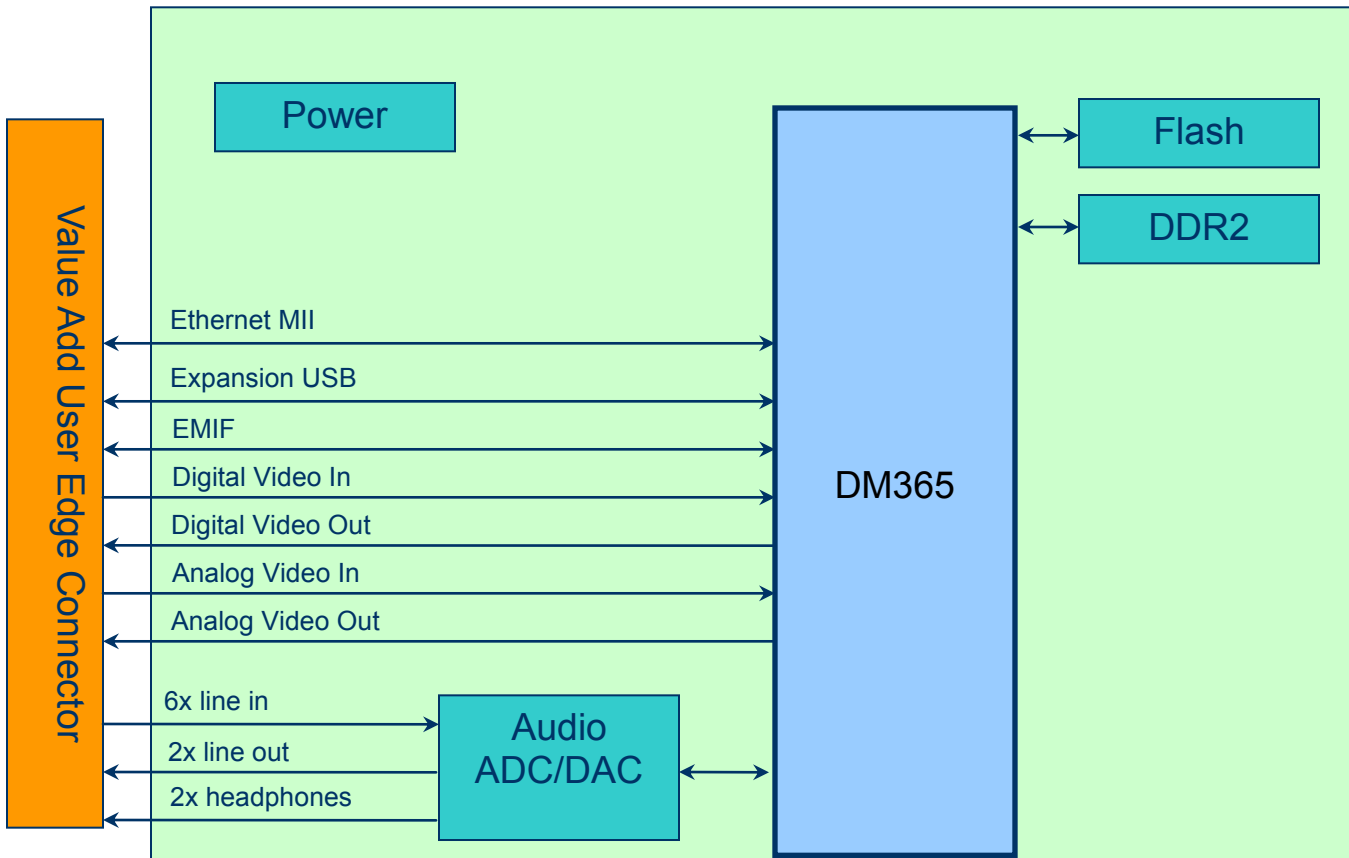 Power
Flash
DDR2
Value Add User Edge Connector
Ethernet MII
Expansion USB
EMIF
Digital Video In
Digital Video Out
Analog Video In
Analog Video Out
DM365
6x line in
2x line out
2x headphones
Audio
ADC/DAC